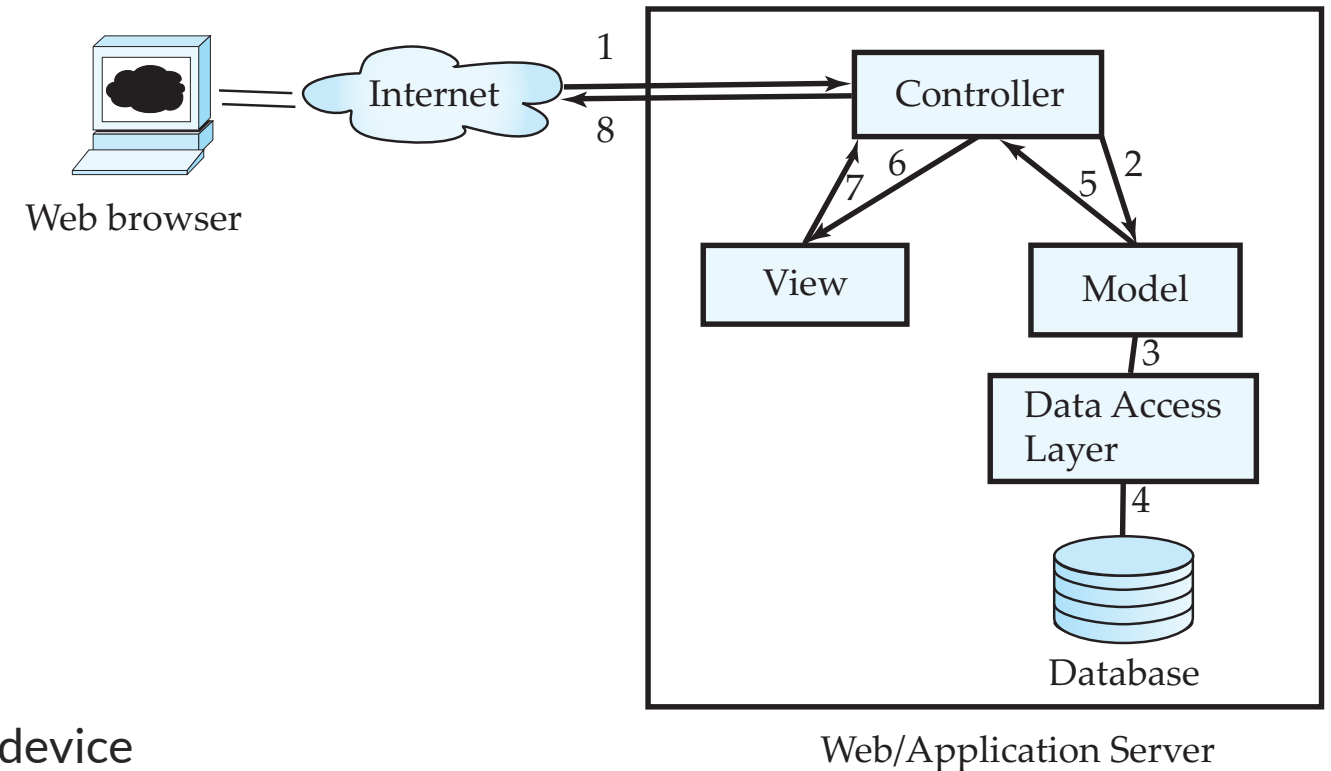 1
Internet
8
Web browser
Controller
7
6
5
2
View
Model
3
Data Access
Layer
4
Database
device
Web/Application Server